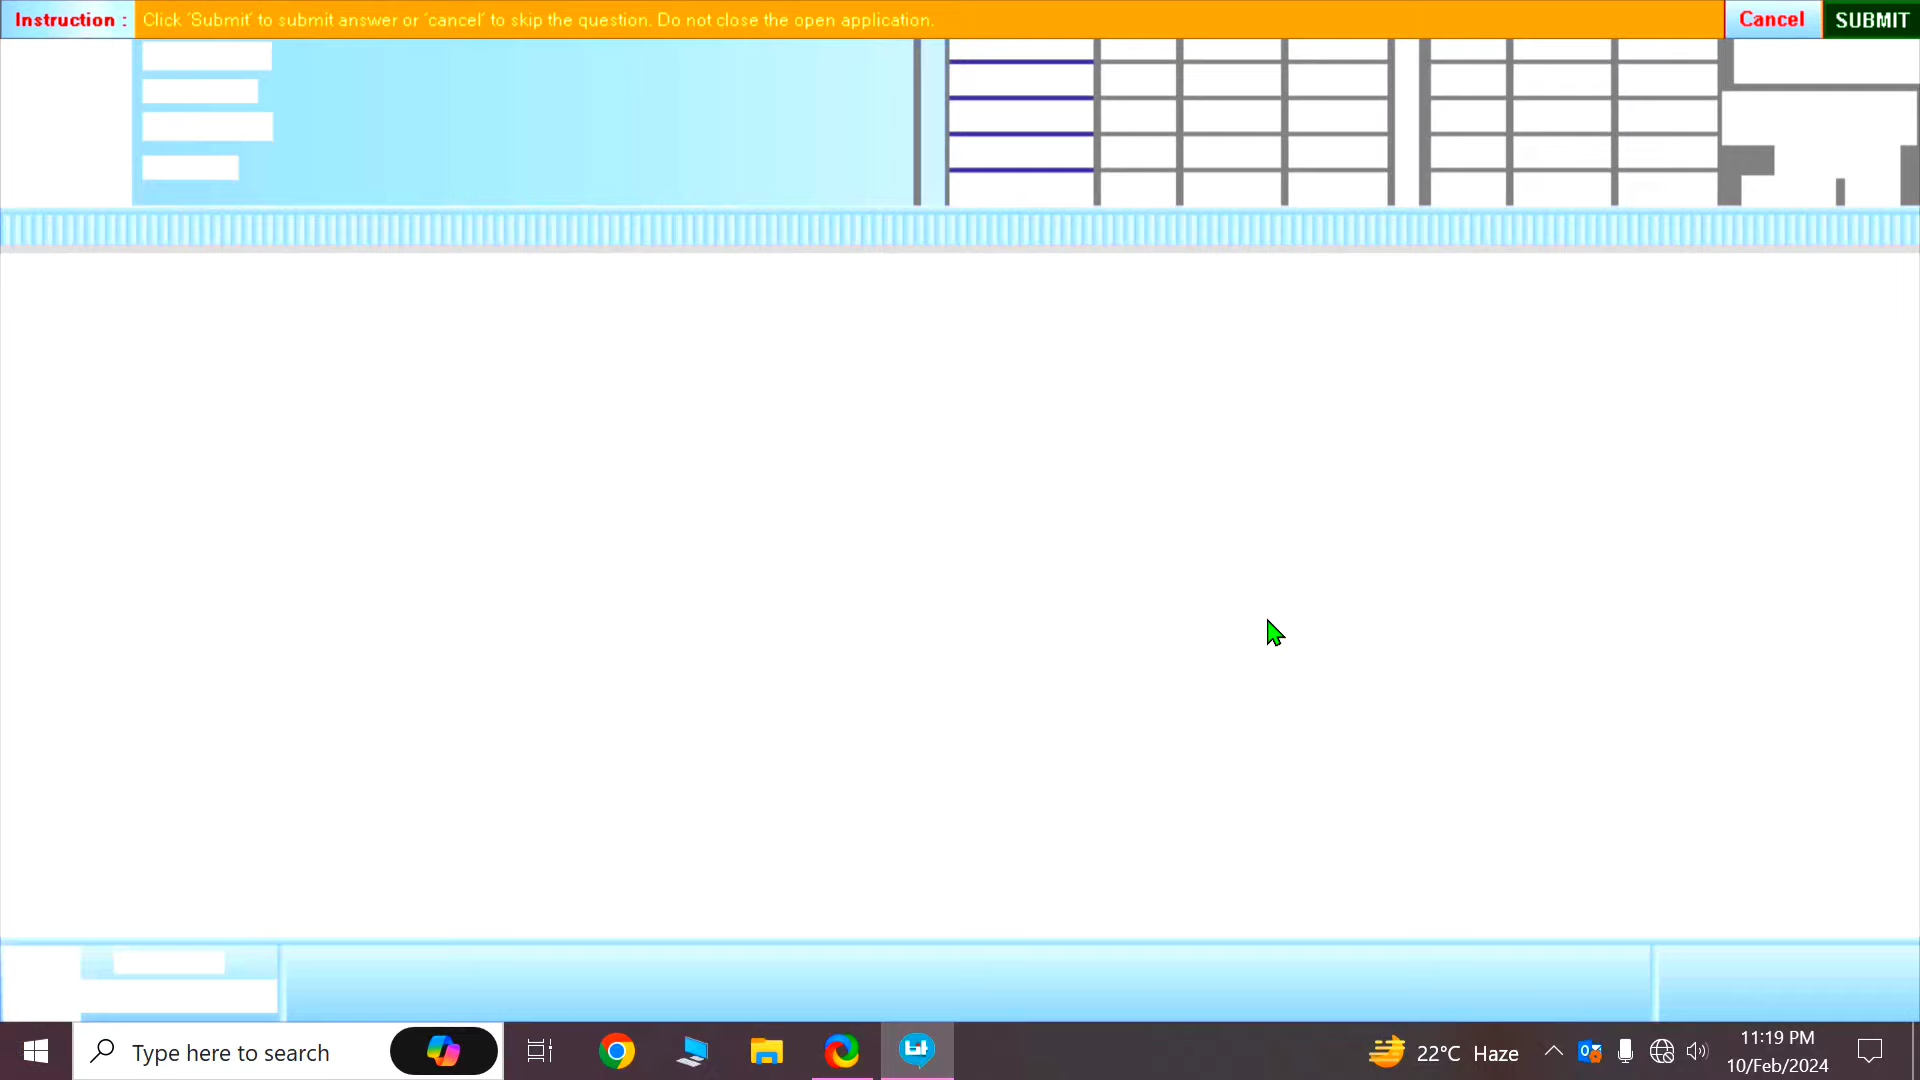 Instruction : Click 'Submit' to submit answer or 'cancel' to skip the question. Do not close the open application. Cancel SUBMIT
Type here to search
22°C Haze
11:19 PM
10/Feb/2024